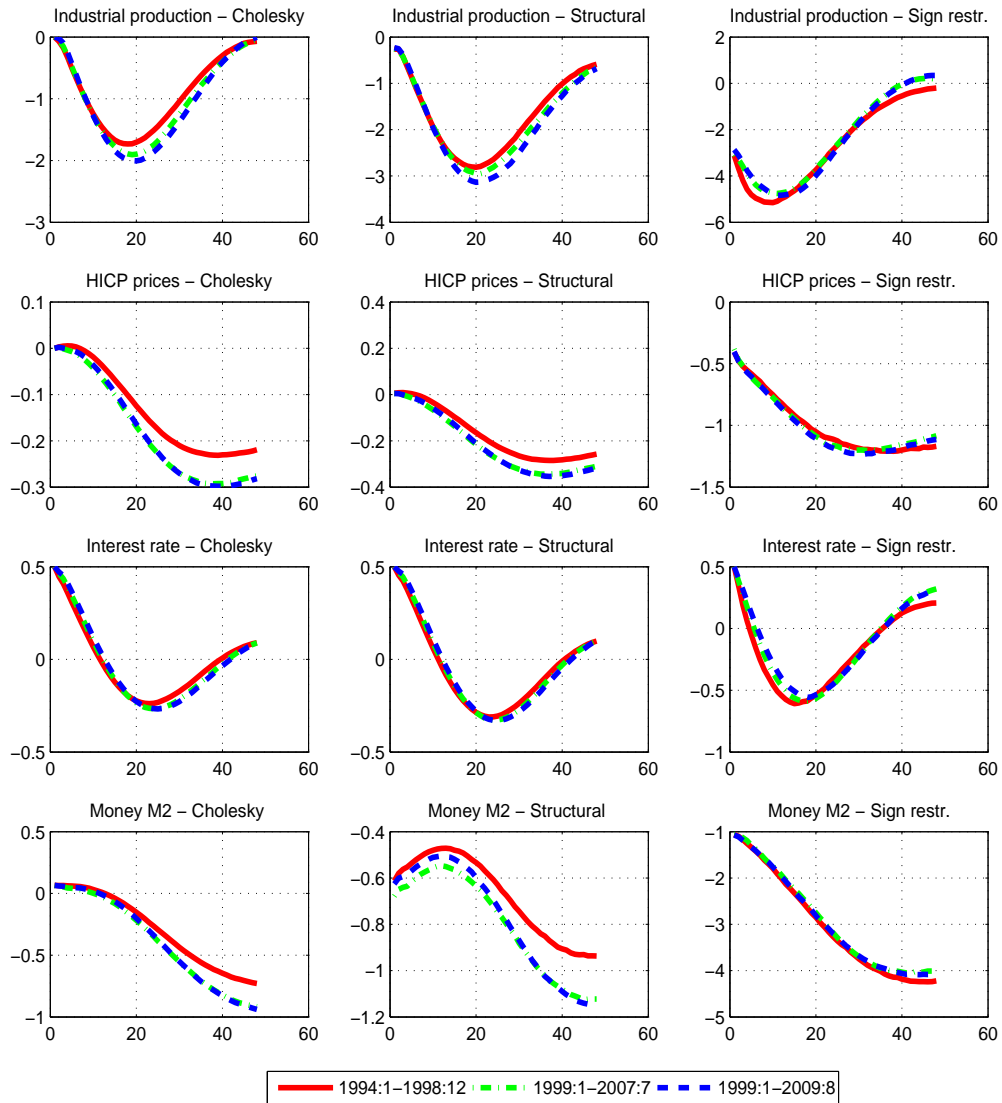 Industrial production − Cholesky
0
−1
−2
−3
0 20 40 60
Industrial production − Structural
0
−1
−2
−3
−4
0 20 40 60
Industrial production − Sign restr.
2
0
−2
−4
−6
0 20 40 60
HICP prices − Cholesky
0.1
0
−0.1
−0.2
−0.3
0 20 40 60
HICP prices − Structural
0.4
0.2
0
−0.2
−0.4
0 20 40 60
HICP prices − Sign restr.
0
−0.5
−1
−1.5
0 20 40 60
Interest rate − Cholesky
0.5
0
−0.5
0 20 40 60
Interest rate − Structural
0.5
0
−0.5
0 20 40 60
Interest rate − Sign restr.
0.5
0
−0.5
−1
0 20 40 60
Money M2 − Cholesky
0.5
0
−0.5
−1
0 20 40 60
Money M2 − Structural
−0.4
−0.6
−0.8
−1
−1.2
0 20 40 60
Money M2 − Sign restr.
−1
−2
−3
−4
−5
0 20 40 60
1994:1−1998:12 1999:1−2007:7 1999:1−2009:8